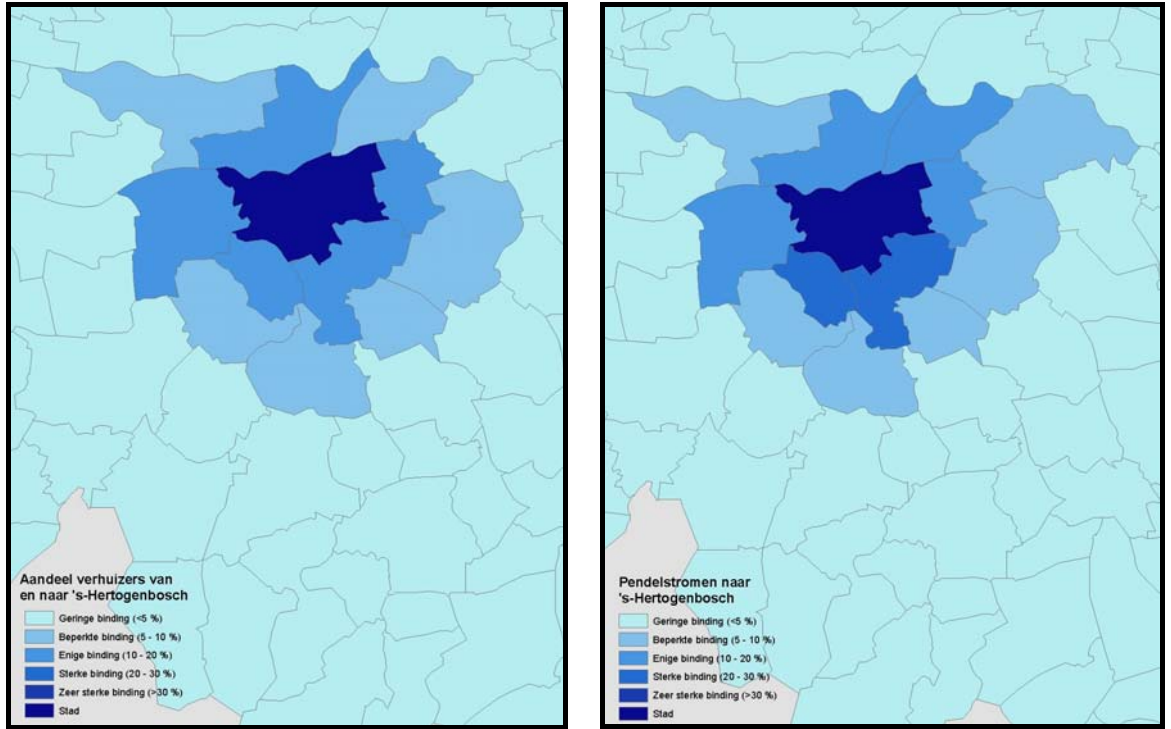 Aandeel verhuizers van
en naar 's-Hertogenbosch
Geringe binding (<5 %)
Beperkte binding (5 - 10 %)
Enige binding (10 - 20 %)
Sterke binding (20 - 30 %)
Zeer sterke binding (>30 %)
Stad
Pendelstromen naar
's-Hertogenbosch
Geringe binding (<5 %)
Beperkte binding (5 - 10 %)
Enige binding (10 - 20 %)
Sterke binding (20 - 30 %)
Zeer sterke binding (>30 %)
Stad